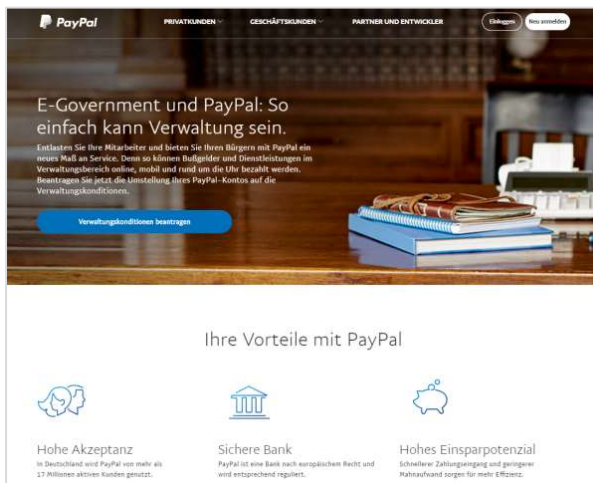 PayPal PRIVATKUNDEN GESCHÄFTSKUNDEN PARTNER UND ENTWICKLER Einloggen Neu anmelden
E-Government und PayPal: So
einfach kann Verwaltung sein.
Entlasten Sie Ihre Mitarbeiter und bieten Sie Ihren Bürgern mit PayPal ein
neues Maß an Service. Denn so können Bußgelder und Dienstleistungen im
Verwaltungsbereich online, mobil und rund um die Uhr bezahlt werden.
Beantragen Sie jetzt die Umstellung Ihres PayPal-Kontos auf die
Verwaltungskonditionen.
Verwaltungskonditionen beantragen
Ihre Vorteile mit PayPal
Hohe Akzeptanz
In Deutschland wird PayPal von mehr als
17 Millionen aktiven Kunden genutzt.
Sichere Bank
PayPal ist eine Bank nach europäischem Recht und
wird entsprechend reguliert.
Hohes Einsparpotenzial
Schnellerer Zahlungseingang und geringerer
Mahnaufwand sorgen für mehr Effizienz.